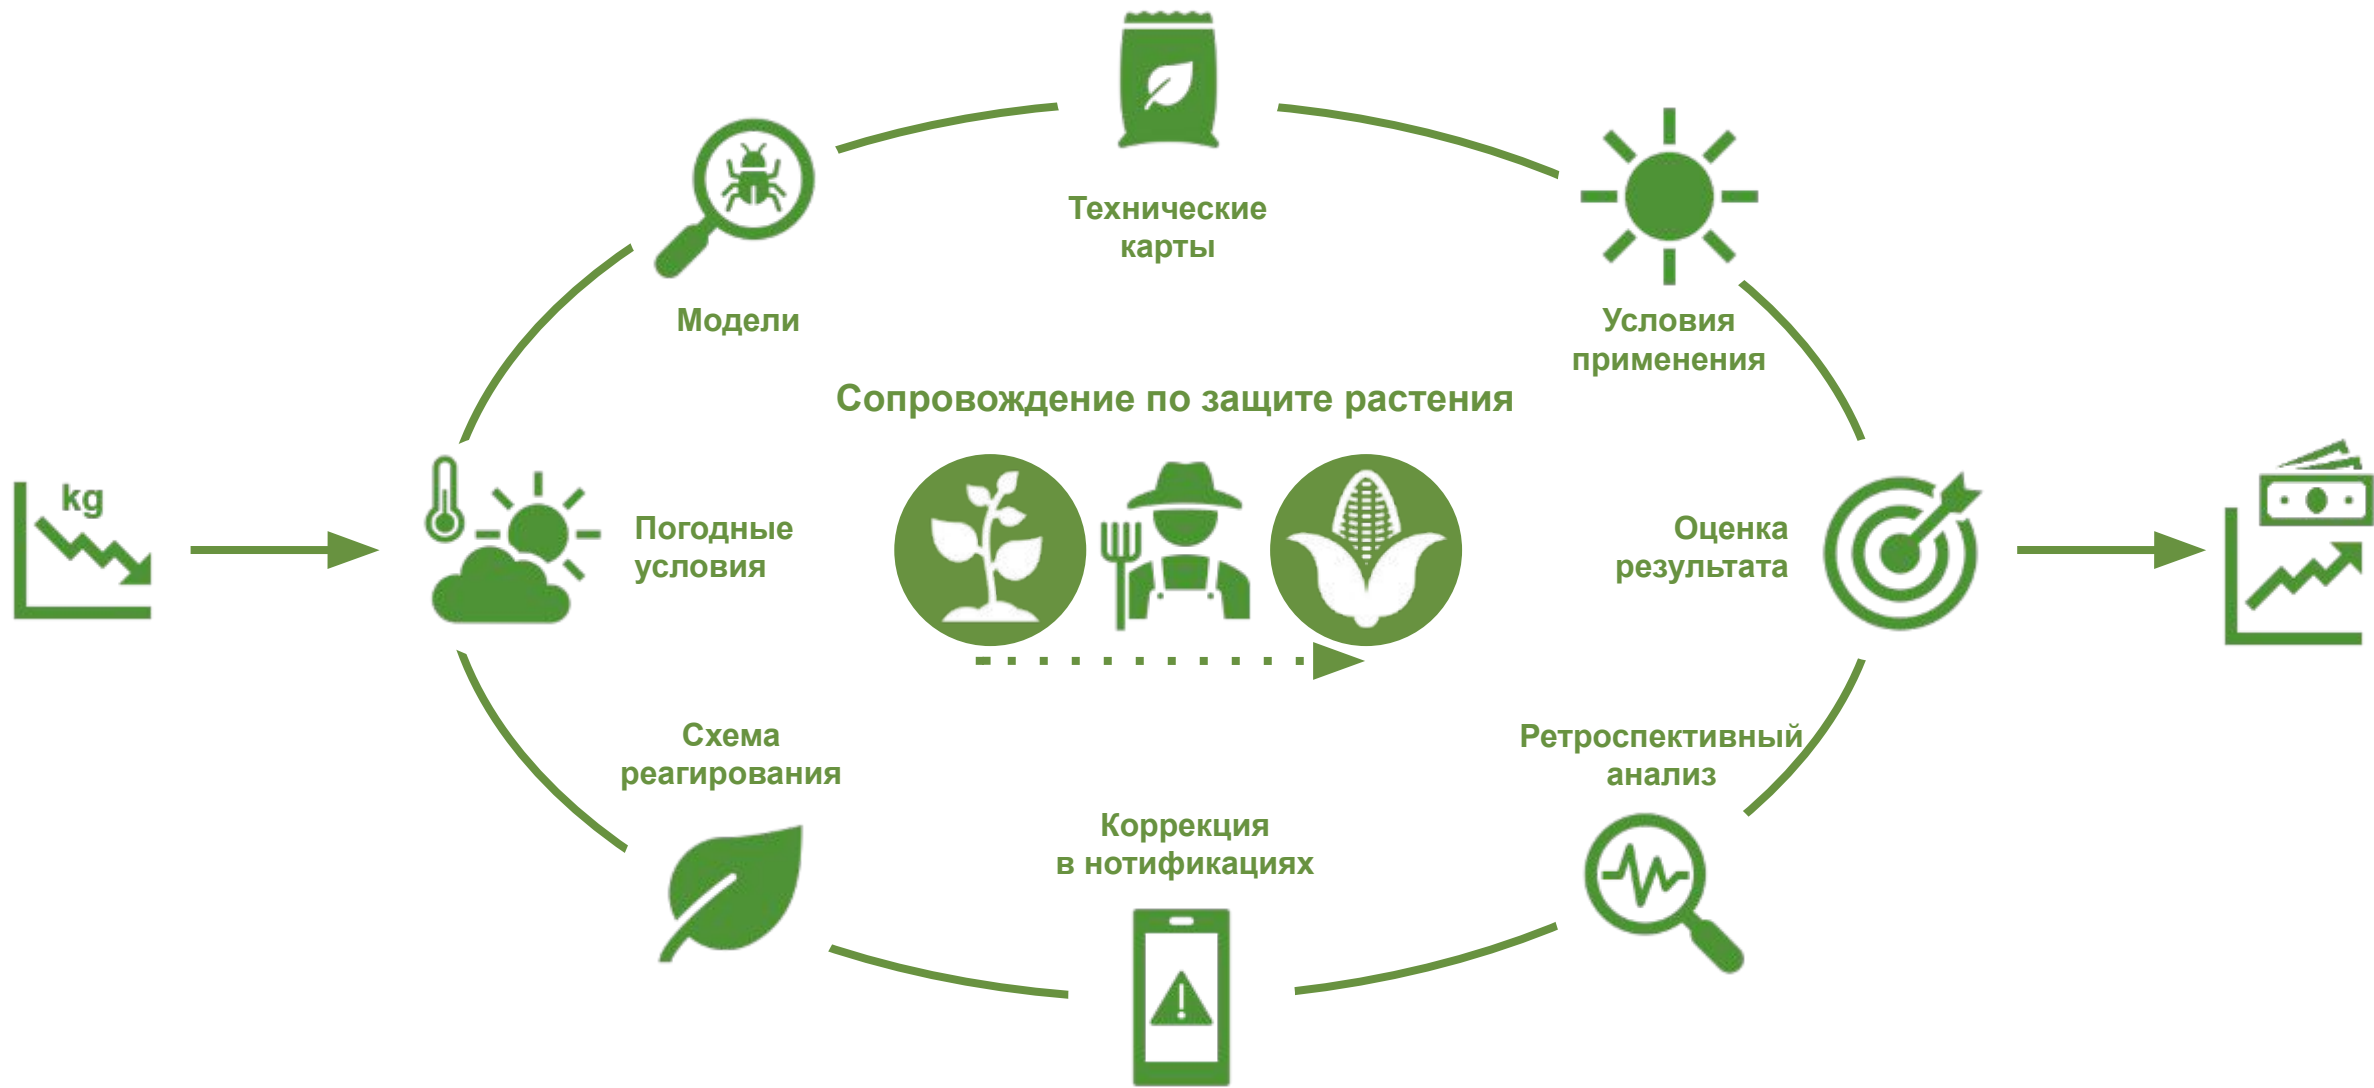 Технические
карты
Модели
Условия
применения
Сопровождение по защите растения
kg
Погодные
условия
Оценка
результата
Схема
реагирования
Ретроспективный
анализ
Коррекция
в нотификациях